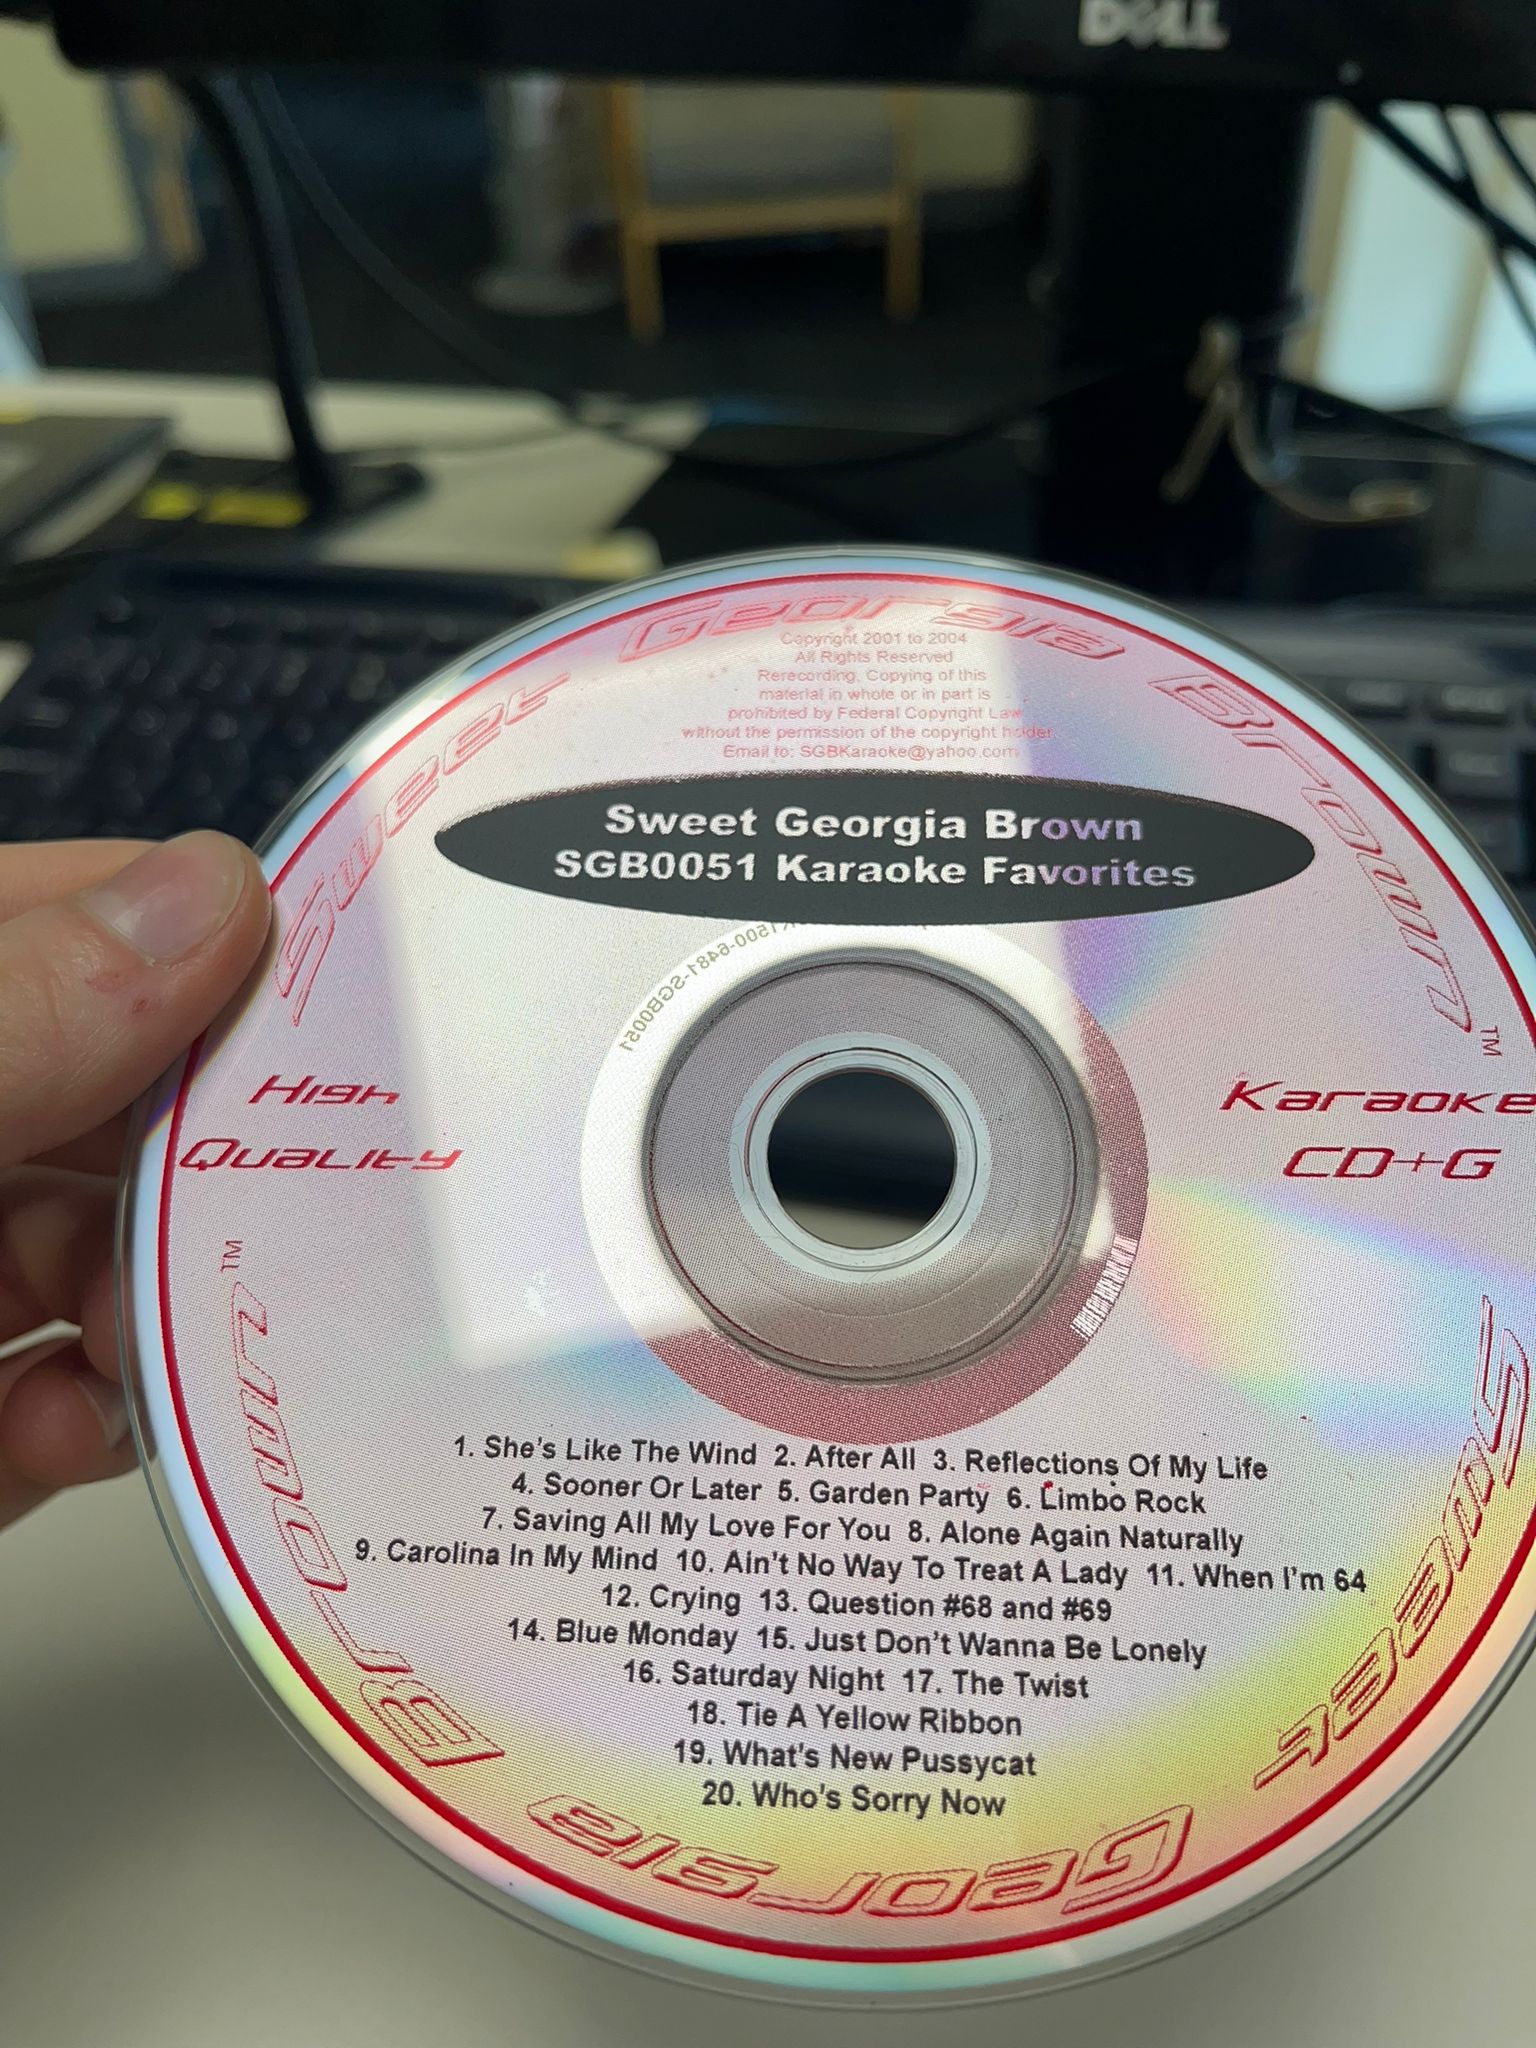 DELL
Sweet Georgia Brown™
Copyright 2001 to 2004
All Rights Reserved
Rerecording, Copying of this
material in whole or in part is
prohibited by Federal Copyright Law
without the permission of the copyright holder.
Email to: SGBKaraoke@yahoo.com
Sweet Georgia Brown
SGB0051 Karaoke Favorites
1500-6481-SGB0051
High
Quality
Karaoke
CD+G
1. She's Like The Wind 2. After All 3. Reflections Of My Life
4. Sooner Or Later 5. Garden Party 6. Limbo Rock
7. Saving All My Love For You 8. Alone Again Naturally
9. Carolina In My Mind 10. Ain't No Way To Treat A Lady 11. When I'm 64
12. Crying 13. Question #68 and #69
14. Blue Monday 15. Just Don't Wanna Be Lonely
16. Saturday Night 17. The Twist
18. Tie A Yellow Ribbon
19. What's New Pussycat
20. Who's Sorry Now
Sweet Georgia Brown™